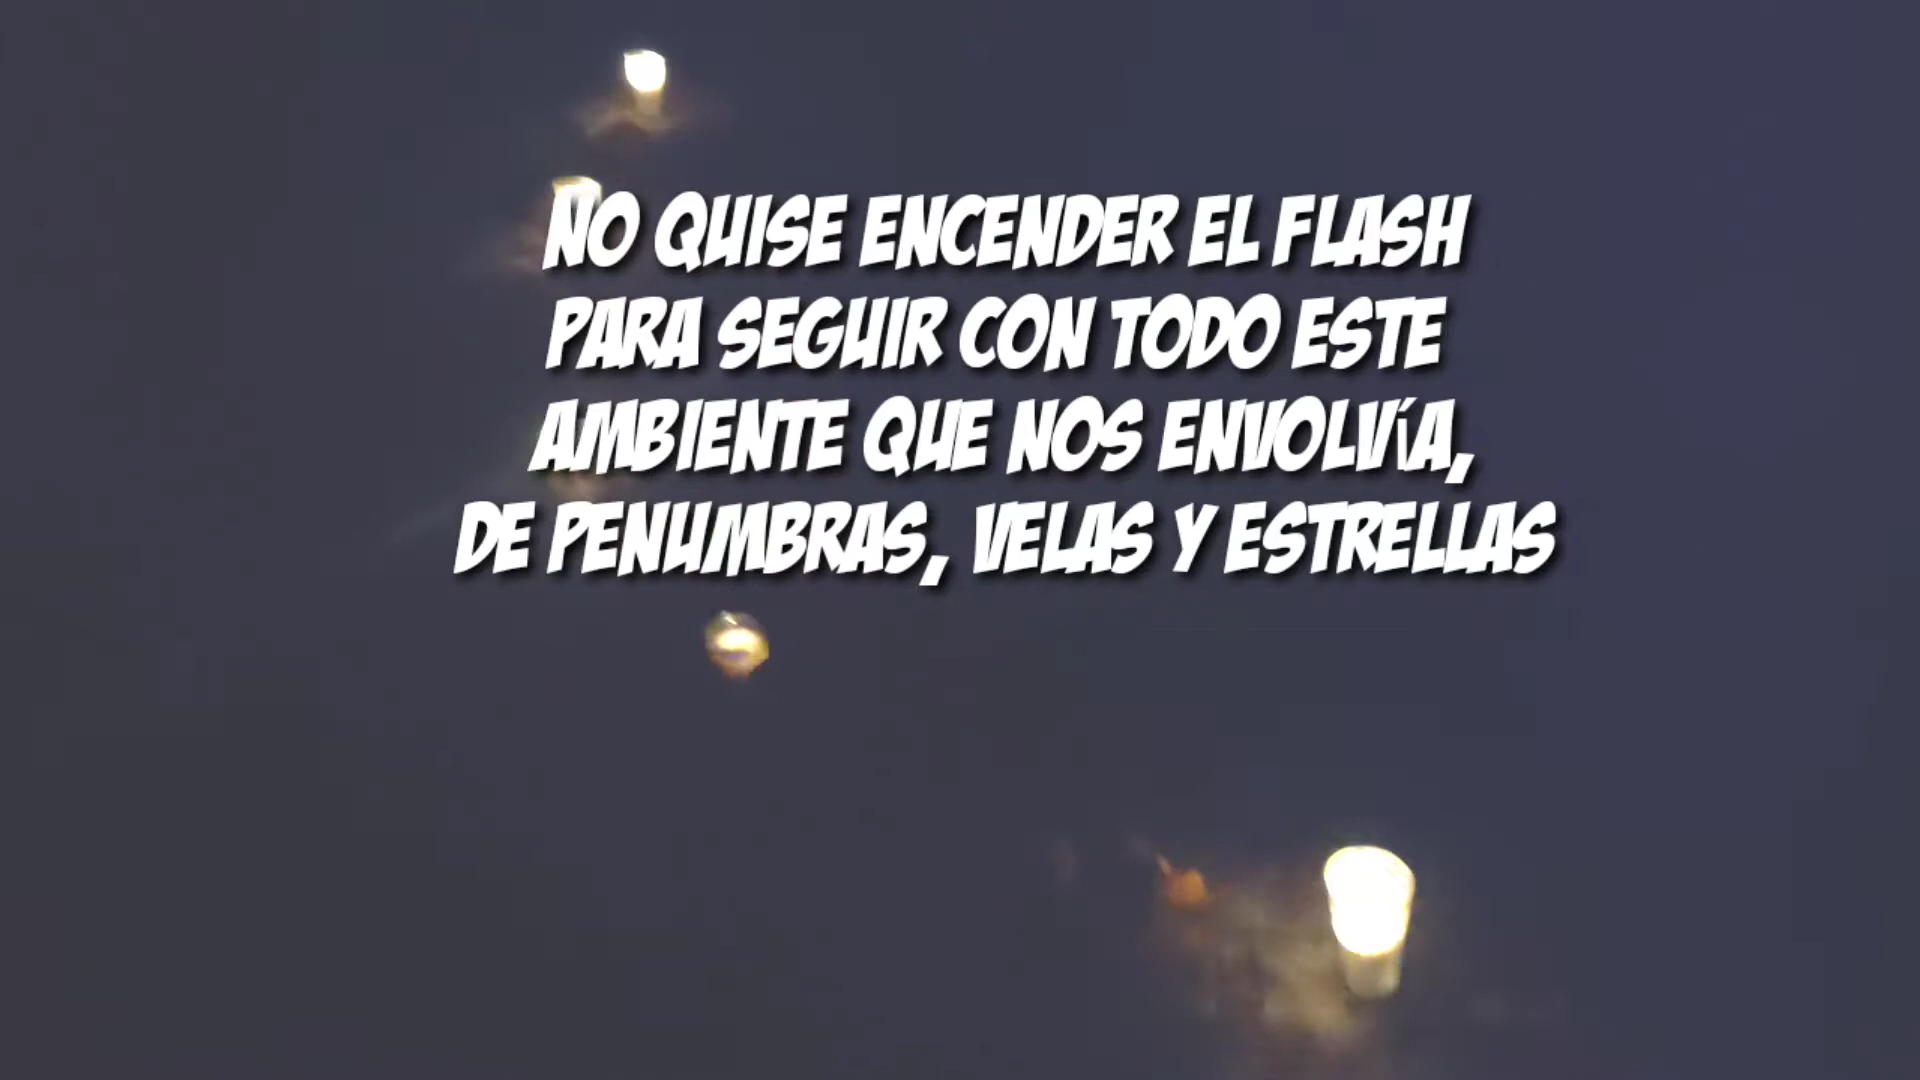 NO QUISE ENCENDER EL FLASH
PARA SEGUIR CON TODO ESTE
AMBIENTE QUE NOS ENVOLVíA,
DE PENUMBRAS, VELAS Y ESTRELLAS